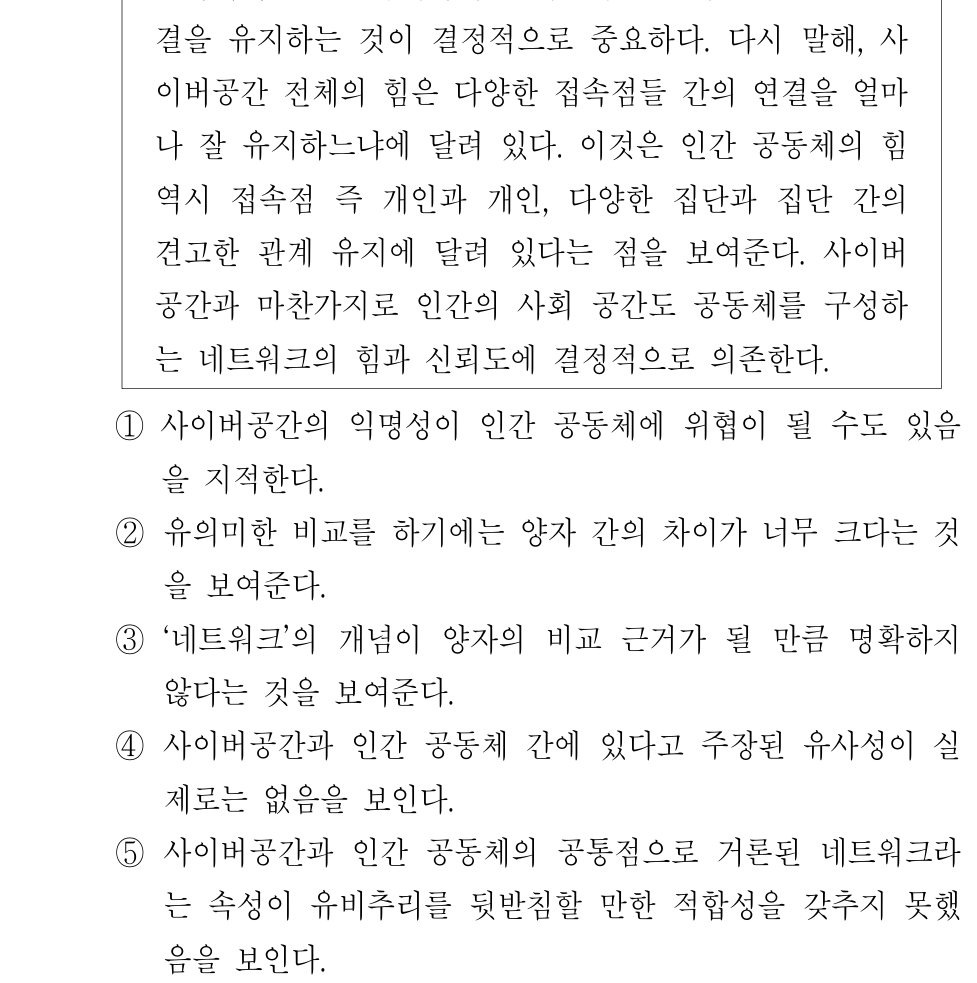 결을 유지하는 것이 결정적으로 중요하다. 다시 말해, 사
이버공간 전체의 힘은 다양한 접속점들 간의 연결을 얼마
나 잘 유지하느냐에 달려 있다. 이것은 인간 공동체의 힘
역시 접속점 즉 개인과 개인, 다양한 집단과 집단 간의
견고한 관계 유지에 달려 있다는 점을 보여준다. 사이버
공간과 마찬가지로 인간의 사회 공간도 공동체를 구성하
는 네트워크의 힘과 신뢰도에 결정적으로 의존한다.
① 사이버공간의 익명성이 인간 공동체에 위협이 될 수도 있음
을 지적한다.
② 유의미한 비교를 하기에는 양자 간의 차이가 너무 크다는 것
을 보여준다.
③ ‘네트워크’의 개념이 양자의 비교 근거가 될 만큼 명확하지
않다는 것을 보여준다.
④ 사이버공간과 인간 공동체 간에 있다고 주장된 유사성이 실
제로는 없음을 보인다.
⑤ 사이버공간과 인간 공동체의 공통점으로 거론된 네트워크라
는 속성이 유비추리를 뒷받침할 만한 적합성을 갖추지 못했
음을 보인다.